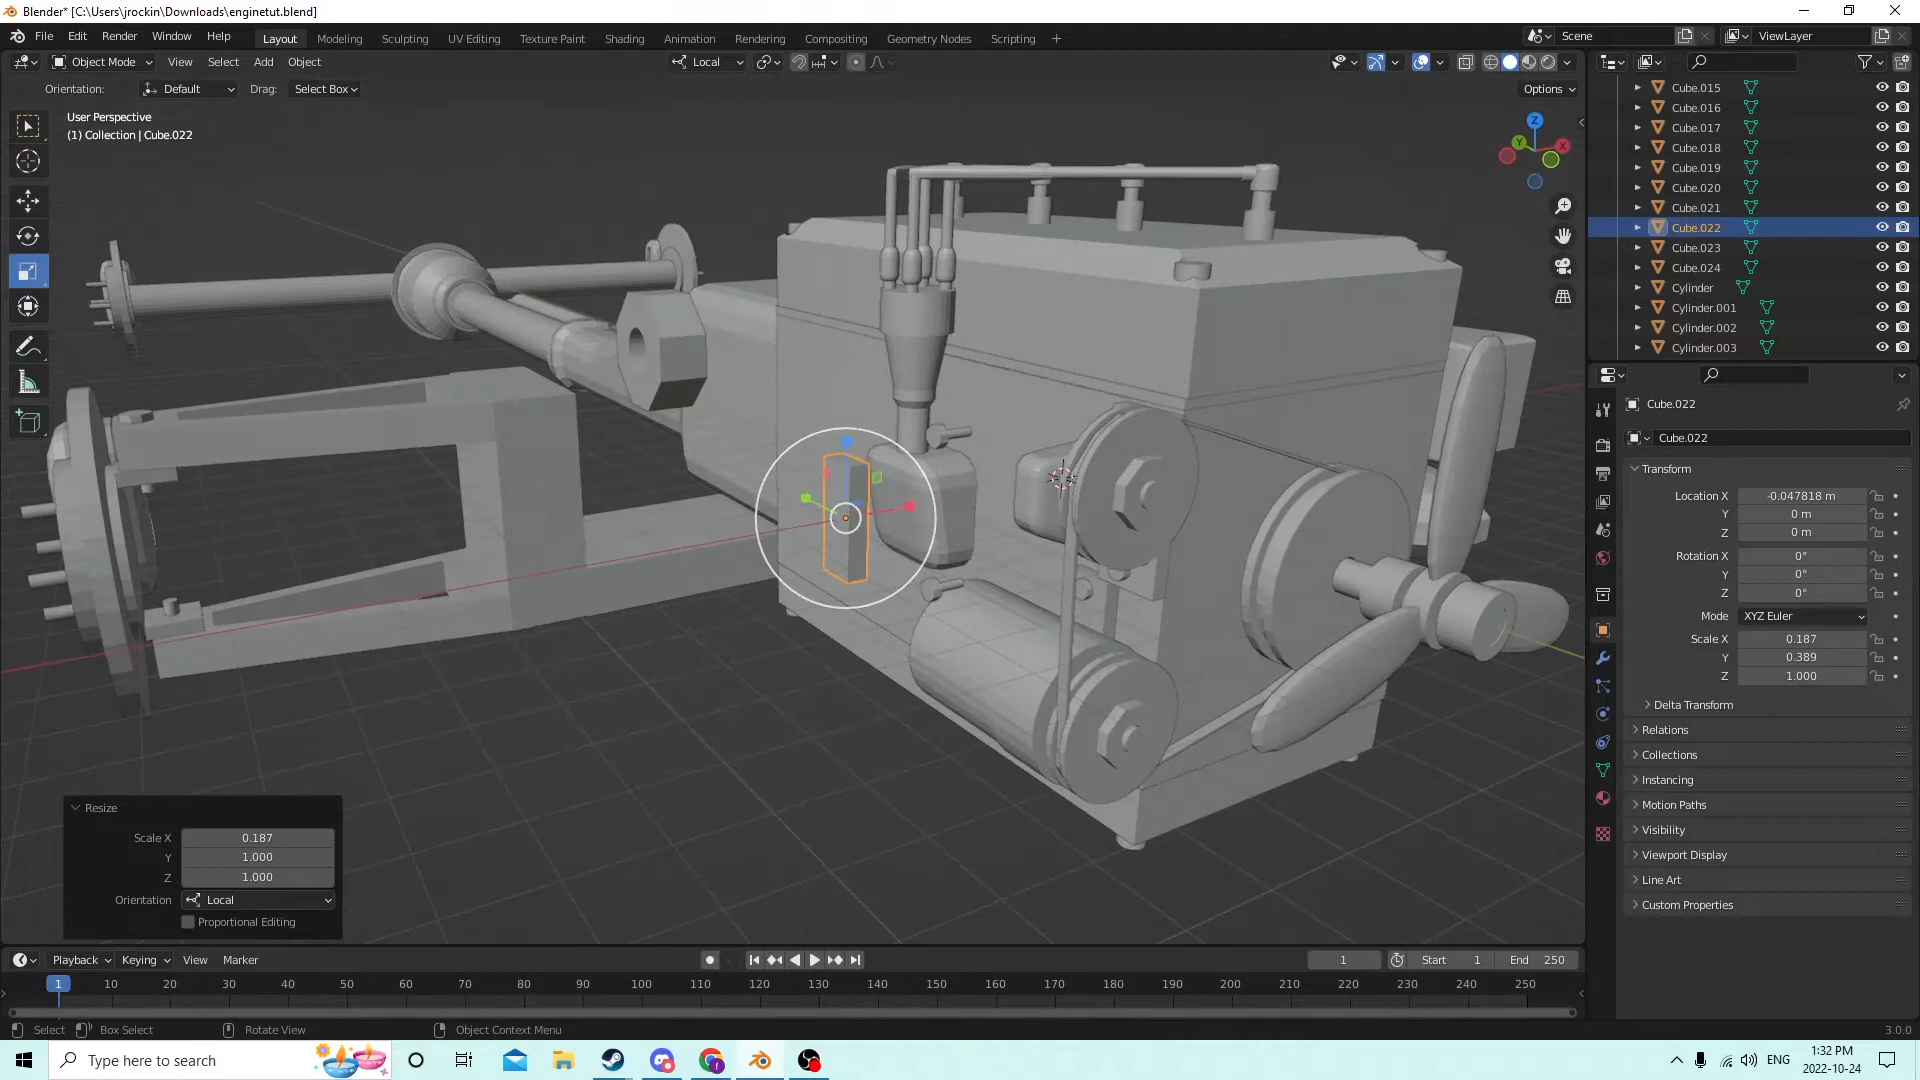 Blender* [C:\Users\jrockin\Downloads\enginetut.blend]
File Edit Render Window Help Layout Modeling Sculpting UV Editing Texture Paint Shading Animation Rendering Compositing Geometry Nodes Scripting + Scene ViewLayer
Object Mode View Select Add Object Local
Orientation: Default Drag: Select Box Options
User Perspective
(1) Collection | Cube.022
Z
Y X
Cube.015
Cube.016
Cube.017
Cube.018
Cube.019
Cube.020
Cube.021
Cube.022
Cube.023
Cube.024
Cylinder
Cylinder.001
Cylinder.002
Cylinder.003
Cube.022
Cube.022
Transform
Location X -0.047818 m
Y 0 m
Z 0 m
Rotation X 0°
Y 0°
Z 0°
Mode XYZ Euler
Scale X 0.187
Y 0.389
Z 1.000
Delta Transform
Relations
Collections
Instancing
Motion Paths
Visibility
Viewport Display
Line Art
Custom Properties
Resize
Scale X 0.187
Y 1.000
Z 1.000
Orientation Local
Proportional Editing
Playback Keying View Marker 1 Start 1 End 250
1 10 20 30 40 50 60 70 80 90 100 110 120 130 140 150 160 170 180 190 200 210 220 230 240 250
Select Box Select Rotate View Object Context Menu 3.0.0
Type here to search ENG 1:32 PM
2022-10-24